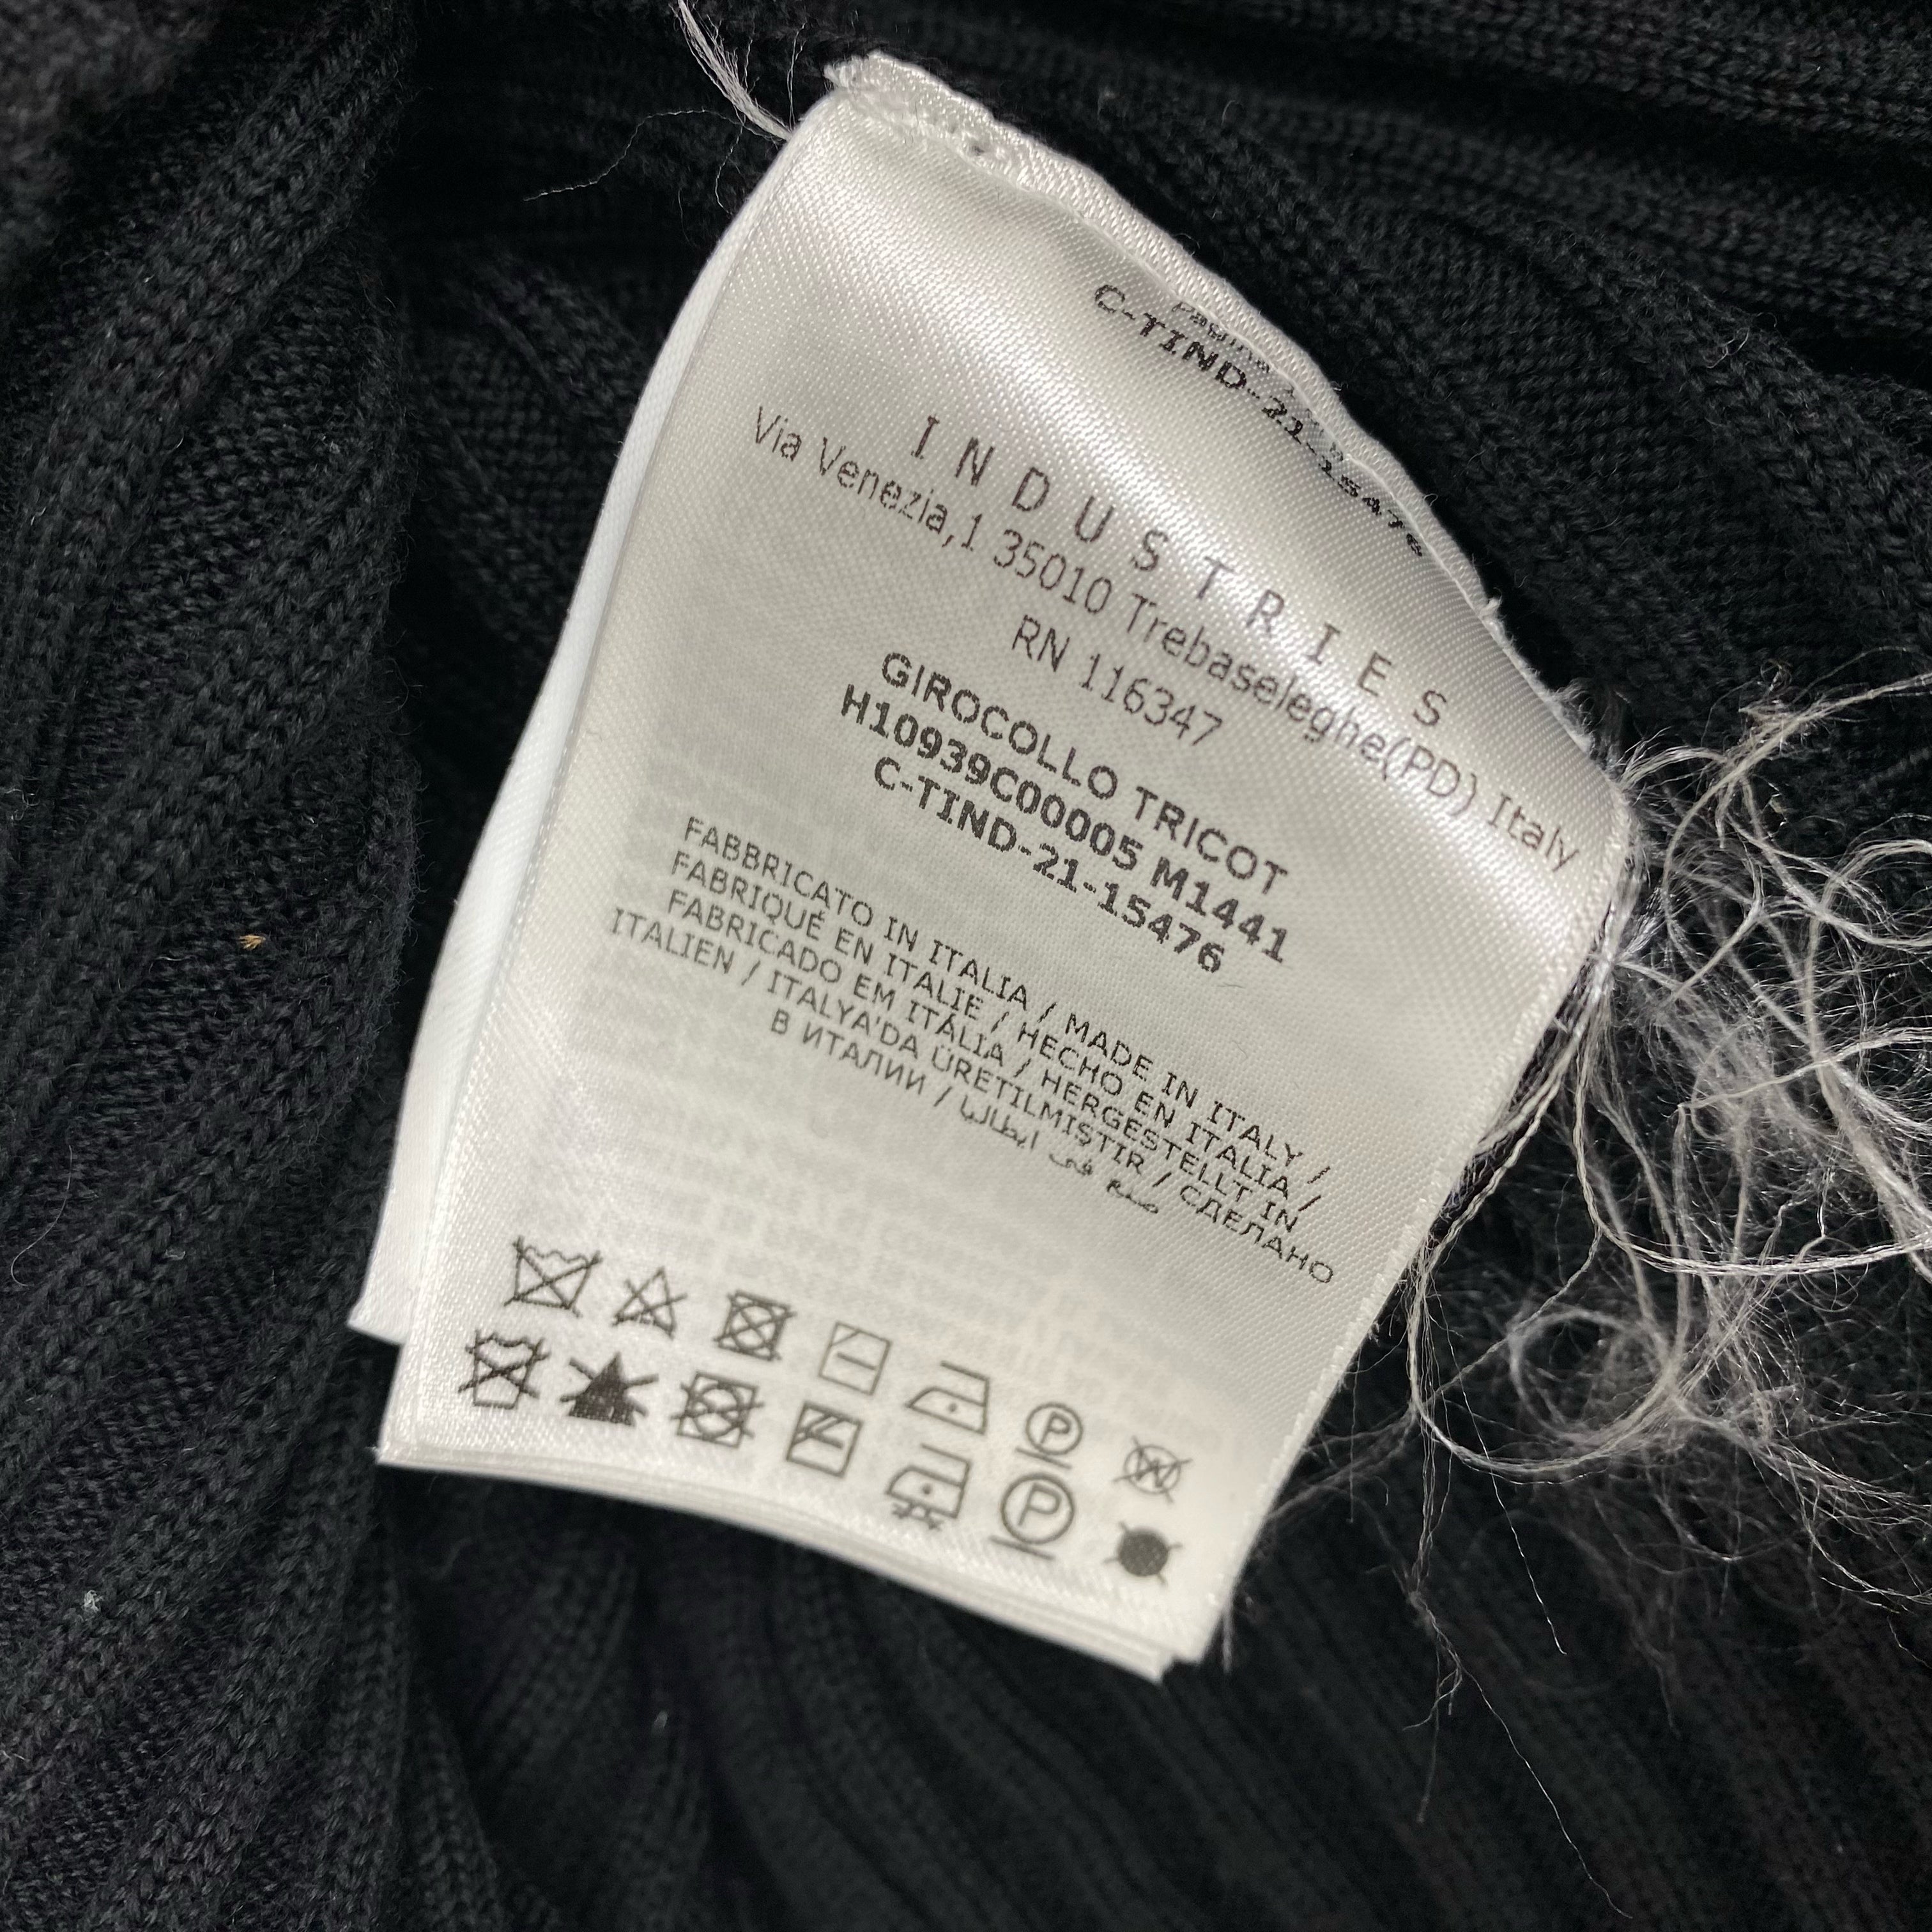 C-TIND-21-15476
INDUSTRIES
Via Venezia,1 35010 Trebaseleghe(PD) Italy
RN 116347
GIROCOLLO TRICOT
H10939C00005 M1441
C-TIND-21-15476
FABBRICATO IN ITALIA / MADE IN ITALY /
FABRIQUÉ EN ITALIE / HECHO EN ITALIA /
FABRICADO EM ITÁLIA / HERGESTELLT IN
ITALIEN / ITALYA'DA ÜRETILMIŞTIR / СДЕЛАНО
В ИТАЛИИ / صنع في ايطاليا
P W
P